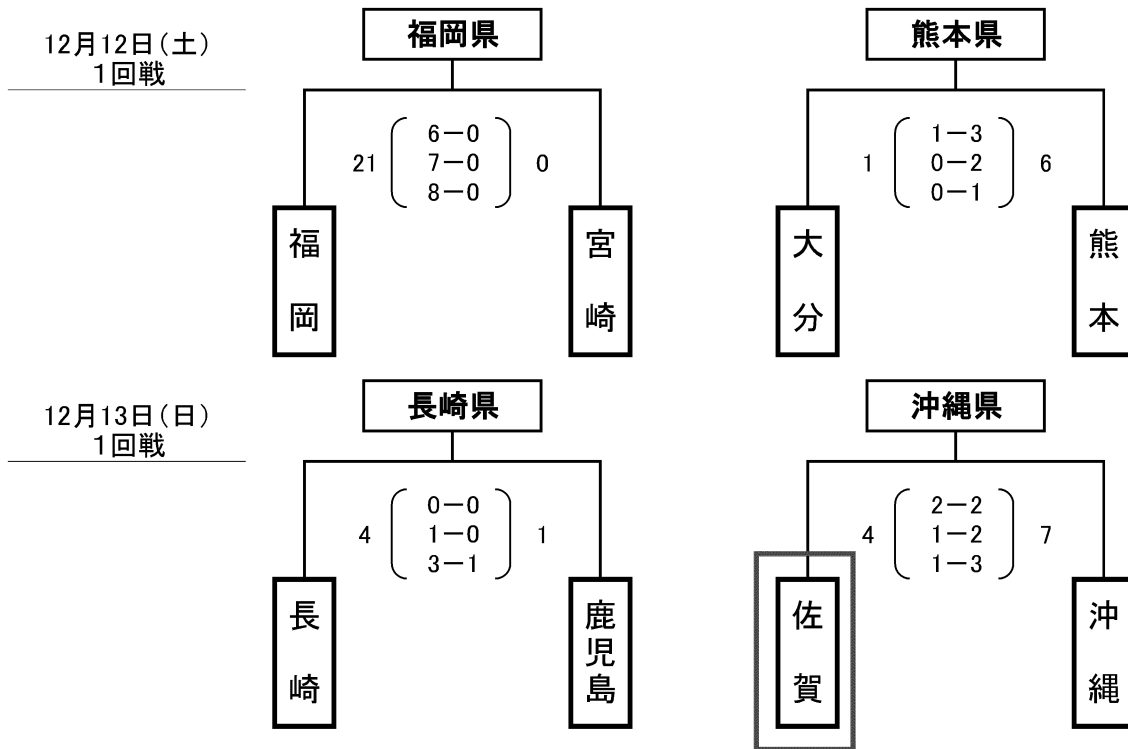 12月12日(土)
1回戦
福岡県
21
6－0
7－0
8－0
0
福岡
宮崎
熊本県
1
1－3
0－2
0－1
6
大分
熊本
12月13日(日)
1回戦
長崎県
4
0－0
1－0
3－1
1
長崎
鹿児島
沖縄県
4
2－2
1－2
1－3
7
佐賀
沖縄